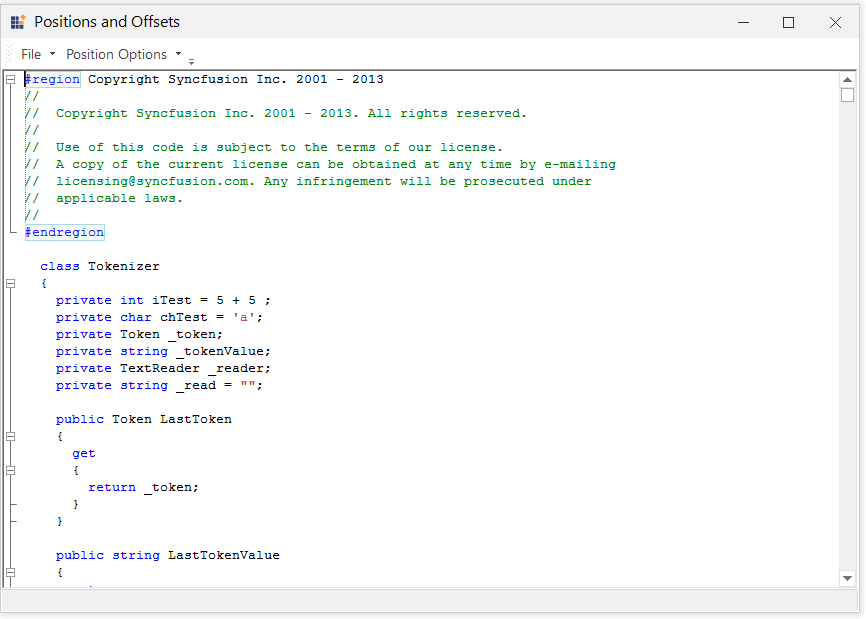 Positions and Offsets
File Position Options
#region Copyright Syncfusion Inc. 2001 - 2013
//
//  Copyright Syncfusion Inc. 2001 - 2013. All rights reserved.
//
//  Use of this code is subject to the terms of our license.
//  A copy of the current license can be obtained at any time by e-mailing
//  licensing@syncfusion.com. Any infringement will be prosecuted under
//  applicable laws.
//
#endregion
class Tokenizer
{
private int iTest = 5 + 5 ;
private char chTest = 'a';
private Token _token;
private string _tokenValue;
private TextReader _reader;
private string _read = "";
public Token LastToken
{
get
{
return _token;
}
}
public string LastTokenValue
{